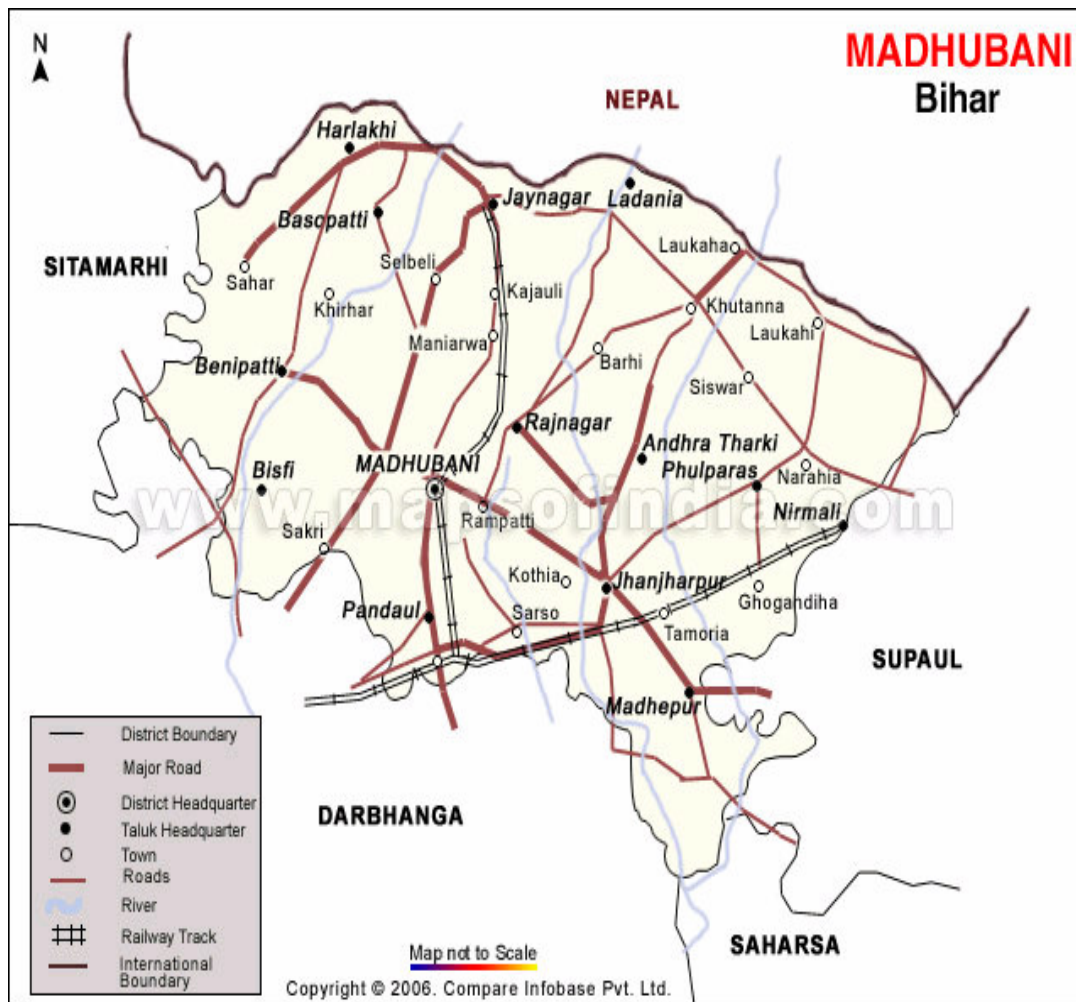 MADHUBANI
Bihar
N
NEPAL
Harlakhi
Jaynagar
Ladania
Basopatti
Laukaha
SITAMARHI
Selbeli
Sahar
Khirhar
Kajauli
Khutanna
Laukahi
Maniarwa
Barhi
Benipatti
Siswar
Rajnagar
Andhra Tharki
MADHUBANI
Phulparas
Bisfi
Narahia
www.mapsofindia.com
Rampatti
Nirmali
Sakri
Kothia
Jhanjharpur
Ghogandiha
Pandaul
Sarso
Tamoria
SUPAUL
Madhepur
DARBHANGA
SAHARSA
District Boundary
Major Road
District Headquarter
Taluk Headquarter
Town
Roads
River
Railway Track
International
Boundary
Map not to Scale
Copyright © 2006. Compare Infobase Pvt. Ltd.